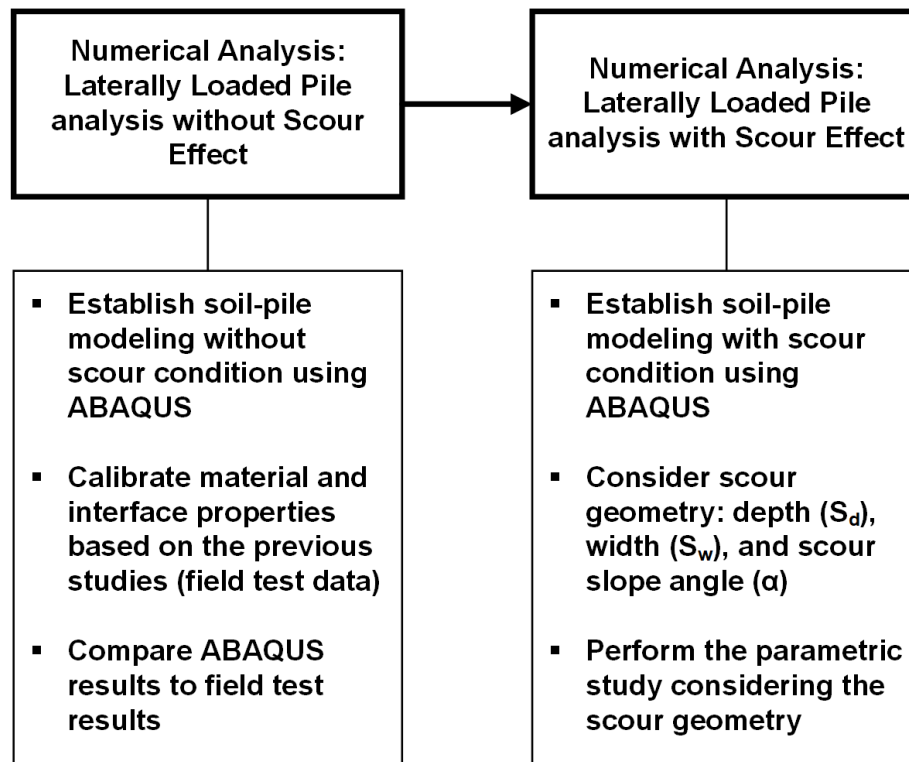 Numerical Analysis:
Laterally Loaded Pile
analysis without Scour
Effect
Numerical Analysis:
Laterally Loaded Pile
analysis with Scour Effect
▪ Establish soil-pile
modeling without
scour condition using
ABAQUS
▪ Calibrate material and
interface properties
based on the previous
studies (field test data)
▪ Compare ABAQUS
results to field test
results
▪ Establish soil-pile
modeling with scour
condition using
ABAQUS
▪ Consider scour
geometry: depth (Sd),
width (Sw), and scour
slope angle (α)
▪ Perform the parametric
study considering the
scour geometry